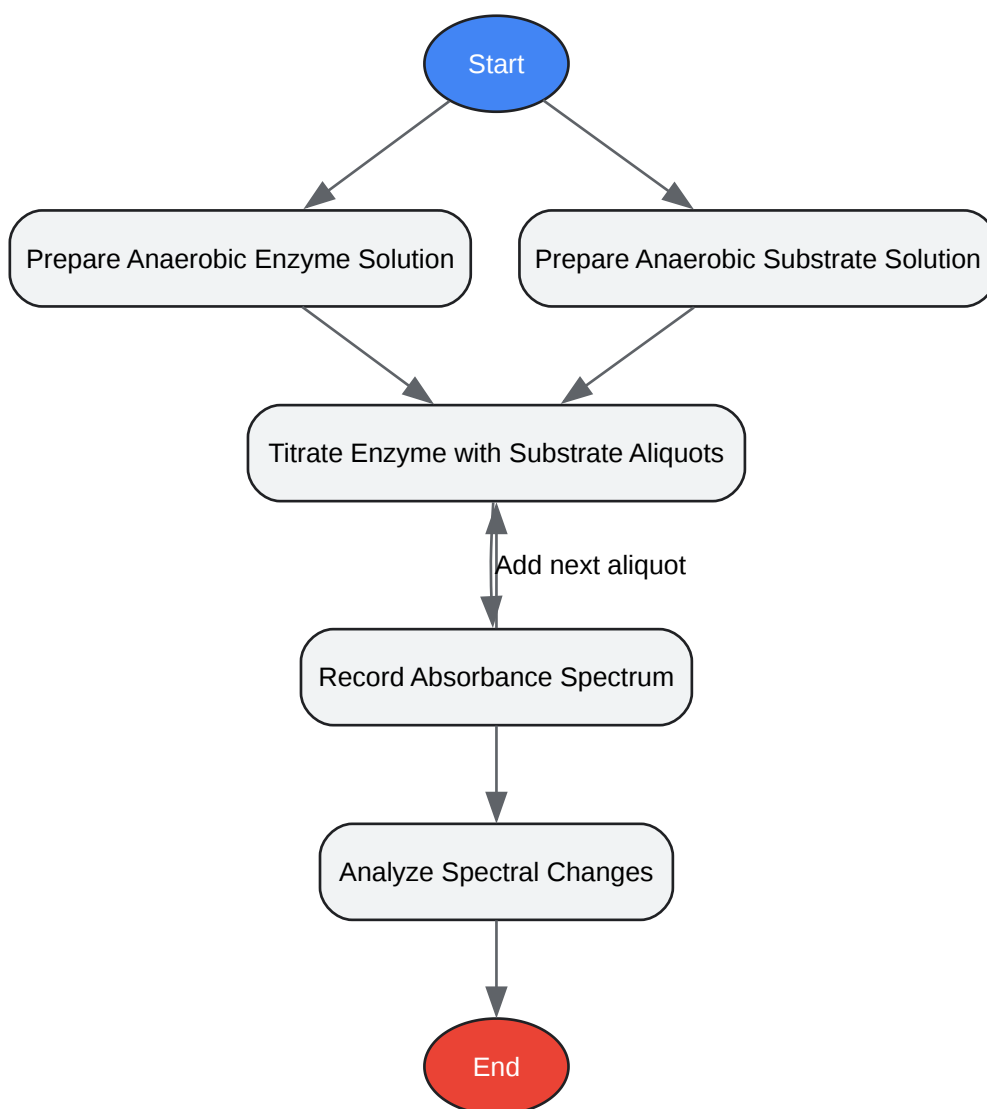 Start
Prepare Anaerobic Enzyme Solution
Prepare Anaerobic Substrate Solution
Titrate Enzyme with Substrate Aliquots
Add next aliquot
Record Absorbance Spectrum
Analyze Spectral Changes
End